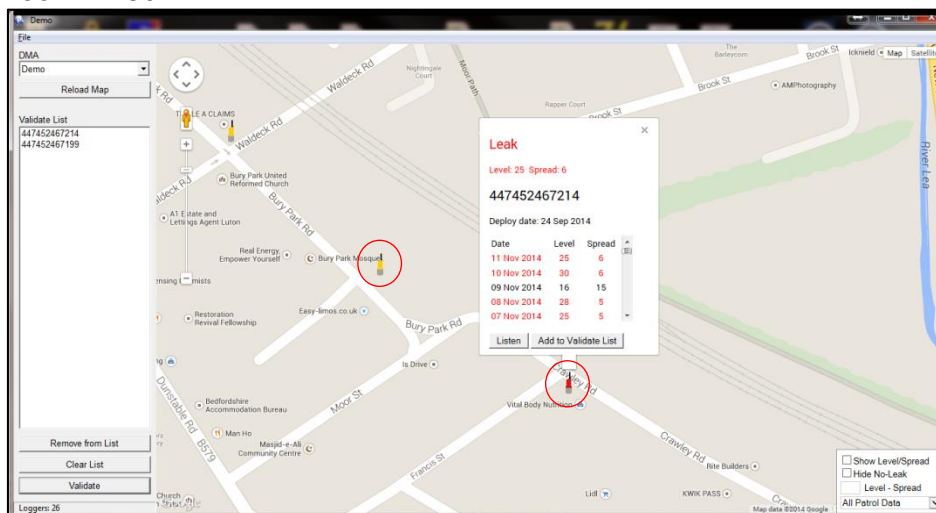 Demo
File
DMA
Demo
Reload Map
Validate List
447452467214
447452467199
Remove from List
Clear List
Validate
Loggers: 26
Waldeck Rd
Nightingale
Court
Moor Path
The
Barleycorn
Brook St
Icknield
Map
Satellite
Brook St
AMPhotography
Rapper Court
Brook St
LE A CLAIMS
Waldeck Rd
Bury Park United
Reformed Church
Bury Park Rd
A1 Estate and
Lettings Agent Luton
Real Energy,
Empower Yourself
Bury Park Mosque
River Lea
Restoration
Revival Fellowship
Easy-limos.co.uk
Bury Park Rd
Is Drive
Leak
Level: 25 Spread: 6
447452467214
Deploy date: 24 Sep 2014
Date Level Spread
11 Nov 2014 25 6
10 Nov 2014 30 6
09 Nov 2014 16 15
08 Nov 2014 28 5
07 Nov 2014 25 5
Listen
Add to Validate List
Crawley Rd
Vital Body Nutrition
Dunstable Rd
B579
Bedfordshire
Accommodation Bureau
Moor St
Man Ho
Masjid-e-Ali
Community Centre
Francis St
Crawley Rd
Rite Builders
Lidl
KWIK PASS
Church
Google
Map data ©2014 Google
Show Level/Spread
Hide No-Leak
Level - Spread
All Patrol Data